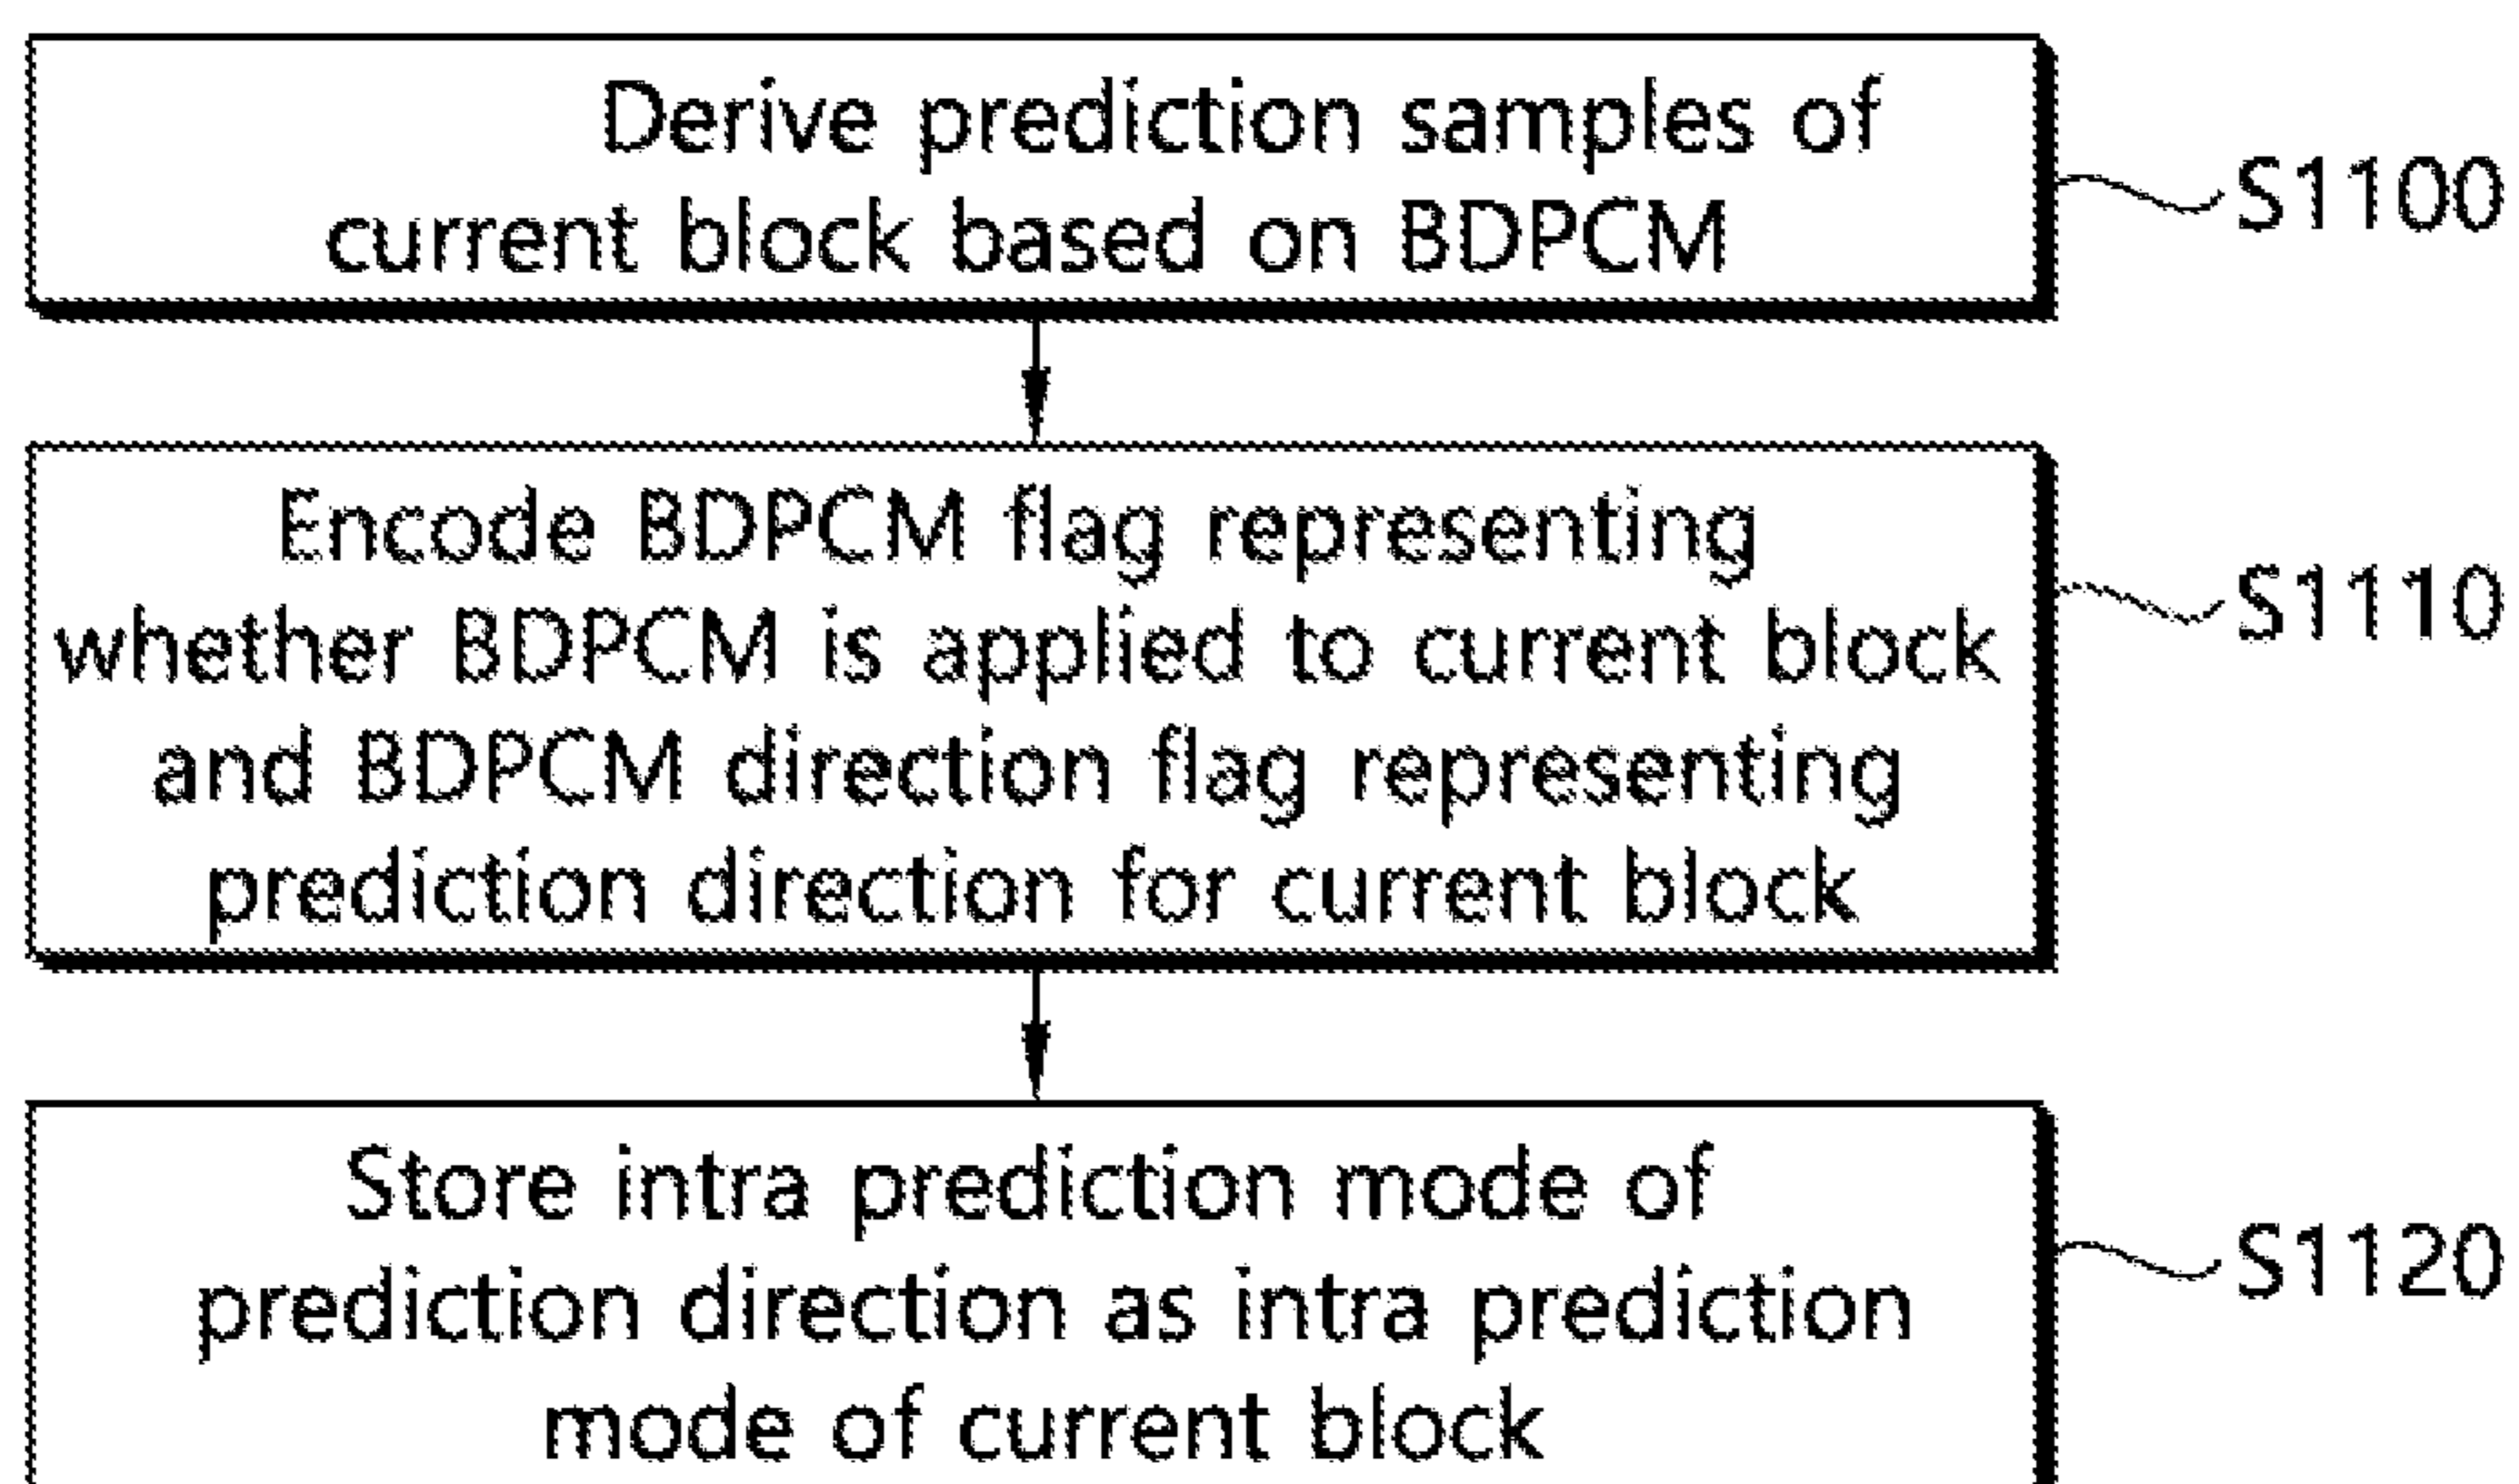 Derive prediction samples of
current block based on BDPCM
S1100
Encode BDPCM flag representing
whether BDPCM is applied to current block
and BDPCM direction flag representing
prediction direction for current block
S1110
Store intra prediction mode of
prediction direction as intra prediction
mode of current block
S1120